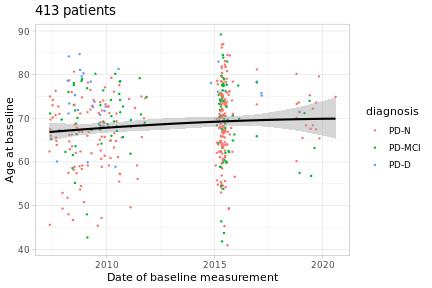 413 patients
90
80
70
60
50
40
Age at baseline
2010
2015
2020
Date of baseline measurement
diagnosis
PD-N
PD-MCI
PD-D